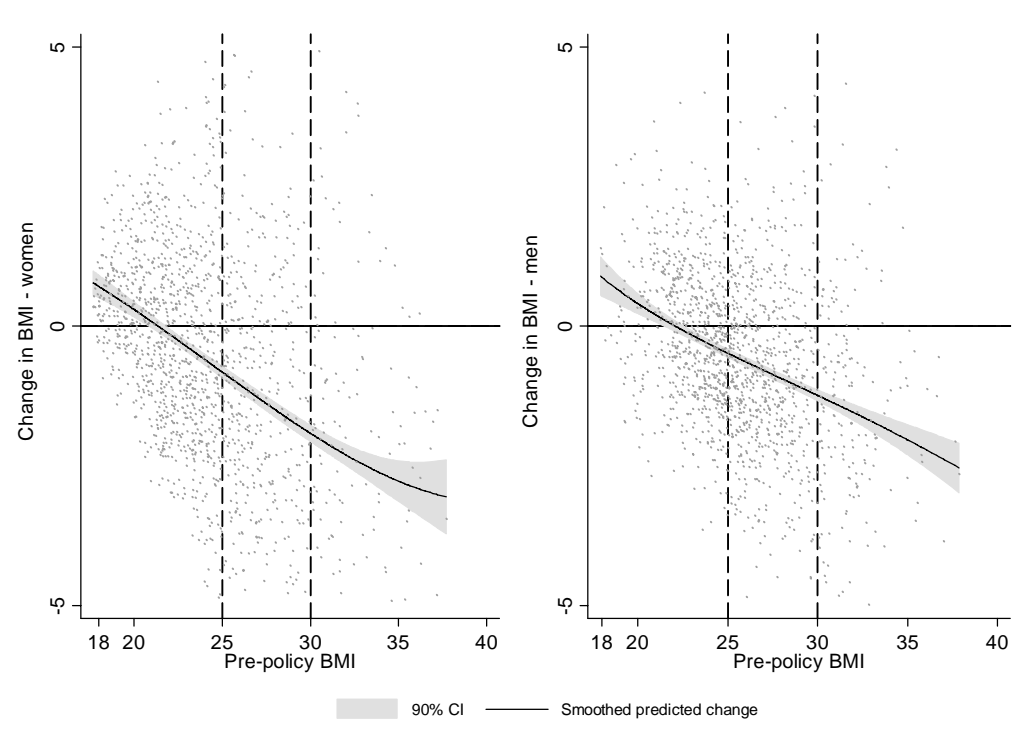 Change in BMI - women
5
0
-5
18 20 25 30 35 40
Pre-policy BMI
Change in BMI - men
5
0
-5
18 20 25 30 35 40
Pre-policy BMI
90% CI Smoothed predicted change